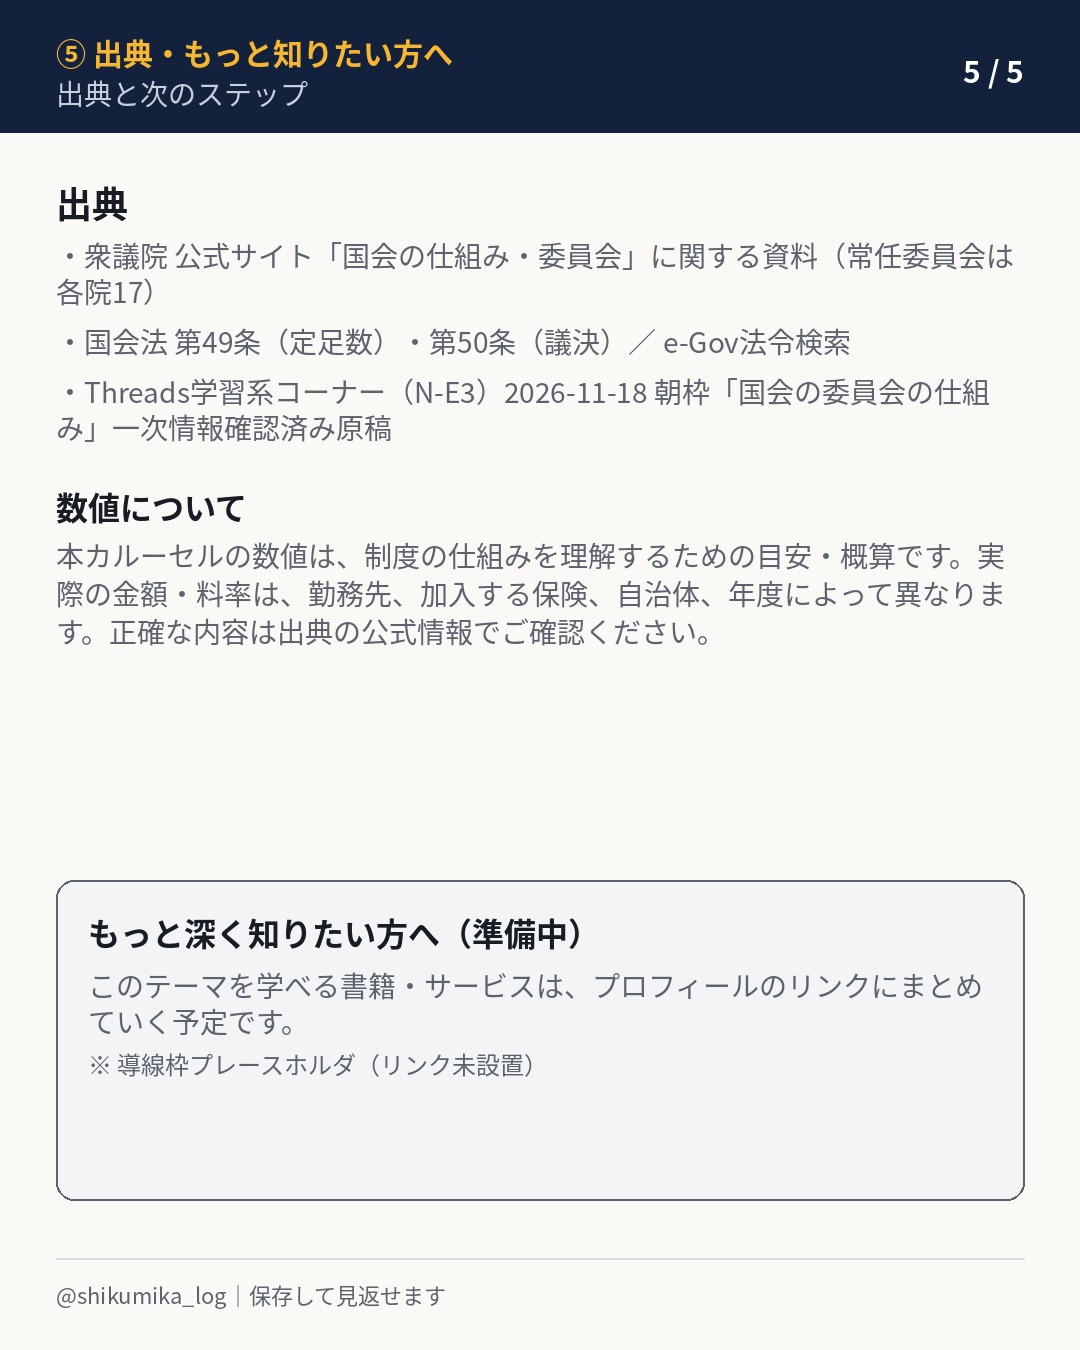 ⑤ 出典・もっと知りたい方へ
出典と次のステップ
5 / 5
出典
・衆議院 公式サイト「国会の仕組み・委員会」に関する資料（常任委員会は
各院17）
・国会法 第49条（定足数）・第50条（議決）／ e-Gov法令検索
・Threads学習系コーナー（N-E3）2026-11-18 朝枠「国会の委員会の仕組
み」一次情報確認済み原稿
数値について
本カルーセルの数値は、制度の仕組みを理解するための目安・概算です。実
際の金額・料率は、勤務先、加入する保険、自治体、年度によって異なりま
す。正確な内容は出典の公式情報でご確認ください。
もっと深く知りたい方へ（準備中）
このテーマを学べる書籍・サービスは、プロフィールのリンクにまとめ
ていく予定です。
※ 導線枠プレースホルダ（リンク未設置）
@shikumika_log｜保存して見返せます